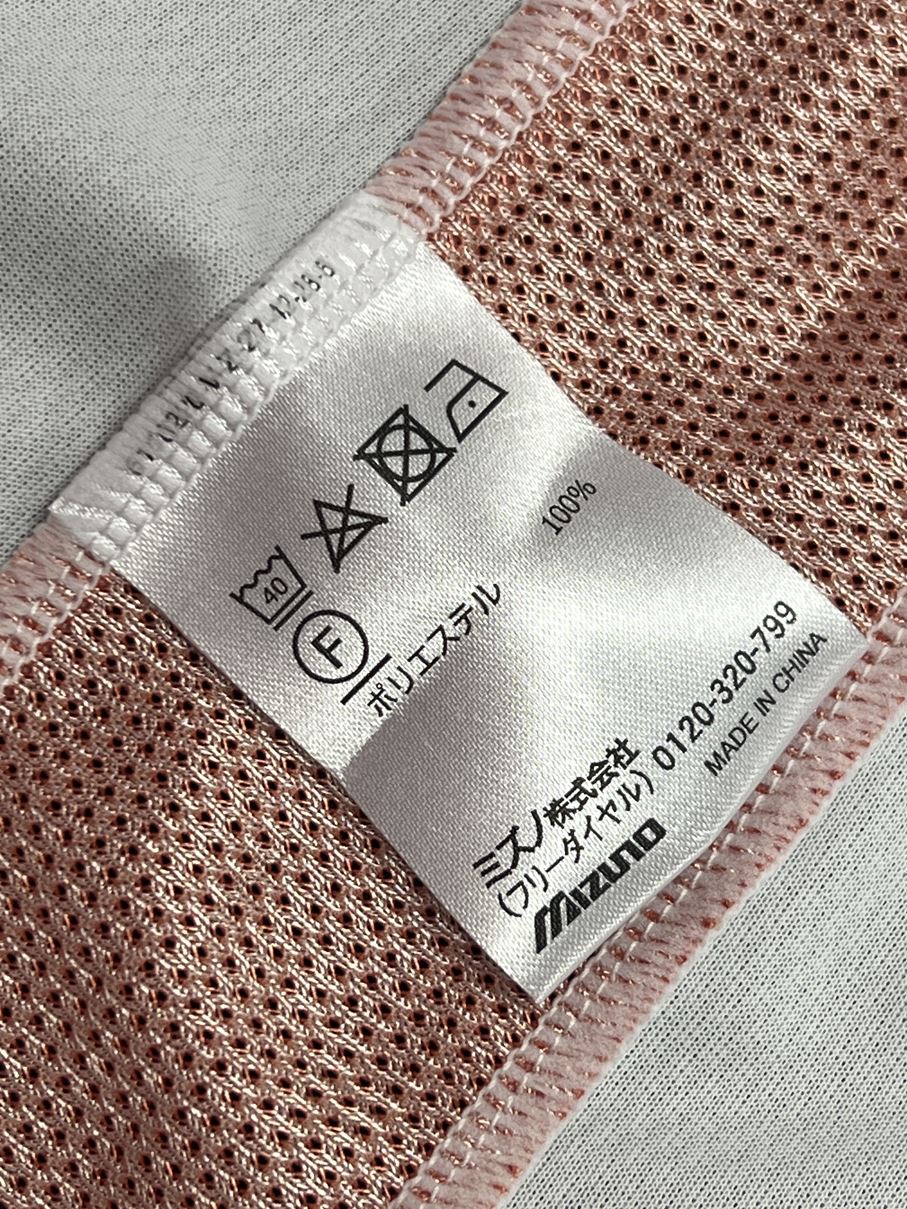 40
F
ポリエステル 100%
ミズノ株式会社
(フリーダイヤル) 0120-320-799
MIZUNO
MADE IN CHINA